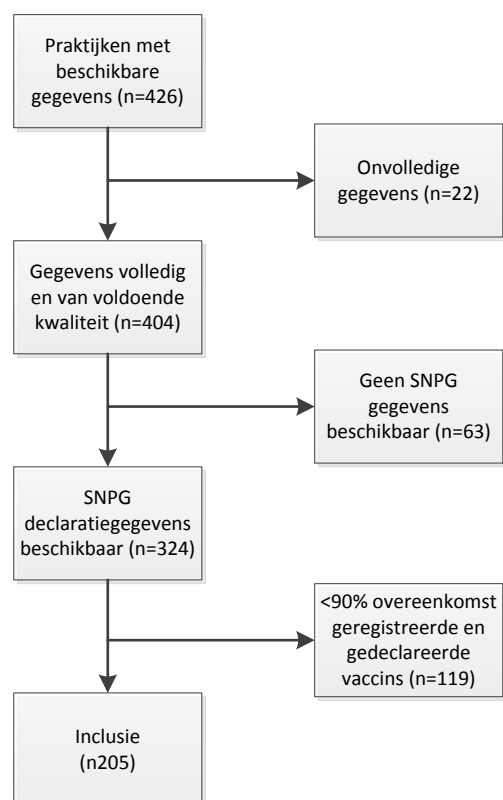 Praktijken met
beschikbare
gegevens (n=426)
Onvolledige
gegevens (n=22)
Gegevens volledig
en van voldoende
kwaliteit (n=404)
Geen SNPG
gegevens
beschikbaar (n=63)
SNPG
declaratiegegevens
beschikbaar (n=324)
<90% overeenkomst
geregistreerde en
gedeclareerde
vaccins (n=119)
Inclusie
(n205)